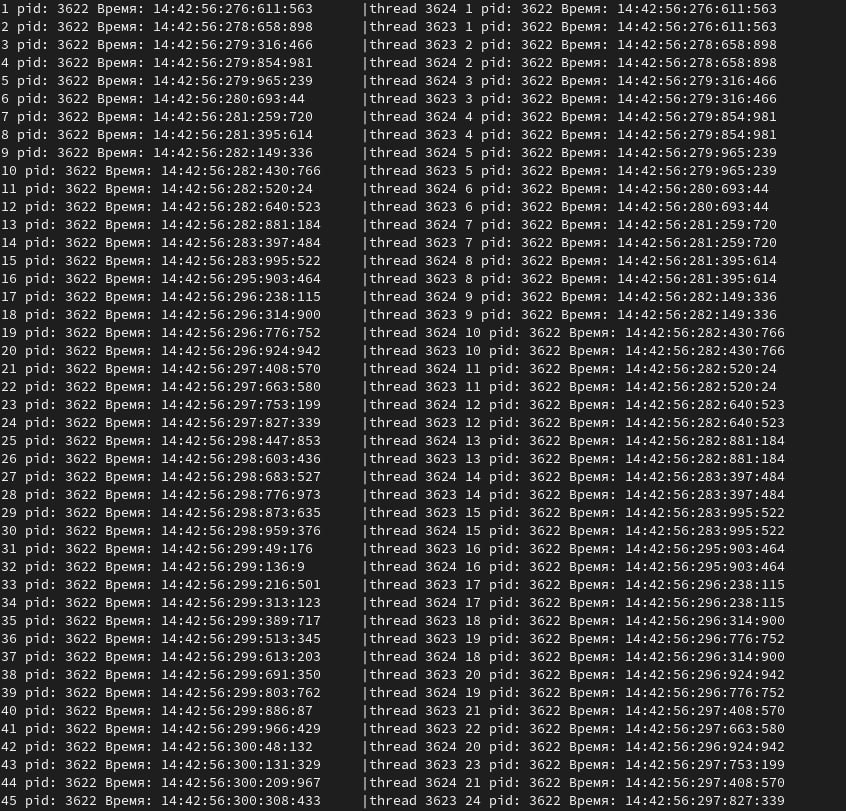 1 pid: 3622 Время: 14:42:56:276:611:563 |thread 3624 1 pid: 3622 Время: 14:42:56:276:611:563
2 pid: 3622 Время: 14:42:56:278:658:898 |thread 3623 1 pid: 3622 Время: 14:42:56:276:611:563
3 pid: 3622 Время: 14:42:56:279:316:466 |thread 3623 2 pid: 3622 Время: 14:42:56:278:658:898
4 pid: 3622 Время: 14:42:56:279:854:981 |thread 3624 2 pid: 3622 Время: 14:42:56:278:658:898
5 pid: 3622 Время: 14:42:56:279:965:239 |thread 3624 3 pid: 3622 Время: 14:42:56:279:316:466
6 pid: 3622 Время: 14:42:56:280:693:44 |thread 3623 3 pid: 3622 Время: 14:42:56:279:316:466
7 pid: 3622 Время: 14:42:56:281:259:720 |thread 3624 4 pid: 3622 Время: 14:42:56:279:854:981
8 pid: 3622 Время: 14:42:56:281:395:614 |thread 3623 4 pid: 3622 Время: 14:42:56:279:854:981
9 pid: 3622 Время: 14:42:56:282:149:336 |thread 3624 5 pid: 3622 Время: 14:42:56:279:965:239
10 pid: 3622 Время: 14:42:56:282:430:766 |thread 3623 5 pid: 3622 Время: 14:42:56:279:965:239
11 pid: 3622 Время: 14:42:56:282:520:24 |thread 3624 6 pid: 3622 Время: 14:42:56:280:693:44
12 pid: 3622 Время: 14:42:56:282:640:523 |thread 3623 6 pid: 3622 Время: 14:42:56:280:693:44
13 pid: 3622 Время: 14:42:56:282:881:184 |thread 3624 7 pid: 3622 Время: 14:42:56:281:259:720
14 pid: 3622 Время: 14:42:56:283:397:484 |thread 3623 7 pid: 3622 Время: 14:42:56:281:259:720
15 pid: 3622 Время: 14:42:56:283:995:522 |thread 3624 8 pid: 3622 Время: 14:42:56:281:395:614
16 pid: 3622 Время: 14:42:56:295:903:464 |thread 3623 8 pid: 3622 Время: 14:42:56:281:395:614
17 pid: 3622 Время: 14:42:56:296:238:115 |thread 3624 9 pid: 3622 Время: 14:42:56:282:149:336
18 pid: 3622 Время: 14:42:56:296:314:900 |thread 3623 9 pid: 3622 Время: 14:42:56:282:149:336
19 pid: 3622 Время: 14:42:56:296:776:752 |thread 3624 10 pid: 3622 Время: 14:42:56:282:430:766
20 pid: 3622 Время: 14:42:56:296:924:942 |thread 3623 10 pid: 3622 Время: 14:42:56:282:430:766
21 pid: 3622 Время: 14:42:56:297:408:570 |thread 3624 11 pid: 3622 Время: 14:42:56:282:520:24
22 pid: 3622 Время: 14:42:56:297:663:580 |thread 3623 11 pid: 3622 Время: 14:42:56:282:520:24
23 pid: 3622 Время: 14:42:56:297:753:199 |thread 3624 12 pid: 3622 Время: 14:42:56:282:640:523
24 pid: 3622 Время: 14:42:56:297:827:339 |thread 3623 12 pid: 3622 Время: 14:42:56:282:640:523
25 pid: 3622 Время: 14:42:56:298:447:853 |thread 3624 13 pid: 3622 Время: 14:42:56:282:881:184
26 pid: 3622 Время: 14:42:56:298:603:436 |thread 3623 13 pid: 3622 Время: 14:42:56:282:881:184
27 pid: 3622 Время: 14:42:56:298:683:527 |thread 3624 14 pid: 3622 Время: 14:42:56:283:397:484
28 pid: 3622 Время: 14:42:56:298:776:973 |thread 3623 14 pid: 3622 Время: 14:42:56:283:397:484
29 pid: 3622 Время: 14:42:56:298:873:635 |thread 3623 15 pid: 3622 Время: 14:42:56:283:995:522
30 pid: 3622 Время: 14:42:56:298:959:376 |thread 3624 15 pid: 3622 Время: 14:42:56:283:995:522
31 pid: 3622 Время: 14:42:56:299:49:176 |thread 3623 16 pid: 3622 Время: 14:42:56:295:903:464
32 pid: 3622 Время: 14:42:56:299:136:9 |thread 3624 16 pid: 3622 Время: 14:42:56:295:903:464
33 pid: 3622 Время: 14:42:56:299:216:501 |thread 3623 17 pid: 3622 Время: 14:42:56:296:238:115
34 pid: 3622 Время: 14:42:56:299:313:123 |thread 3624 17 pid: 3622 Время: 14:42:56:296:238:115
35 pid: 3622 Время: 14:42:56:299:389:717 |thread 3623 18 pid: 3622 Время: 14:42:56:296:314:900
36 pid: 3622 Время: 14:42:56:299:513:345 |thread 3623 19 pid: 3622 Время: 14:42:56:296:776:752
37 pid: 3622 Время: 14:42:56:299:613:203 |thread 3624 18 pid: 3622 Время: 14:42:56:296:314:900
38 pid: 3622 Время: 14:42:56:299:691:350 |thread 3623 20 pid: 3622 Время: 14:42:56:296:924:942
39 pid: 3622 Время: 14:42:56:299:803:762 |thread 3624 19 pid: 3622 Время: 14:42:56:296:776:752
40 pid: 3622 Время: 14:42:56:299:886:87 |thread 3623 21 pid: 3622 Время: 14:42:56:297:408:570
41 pid: 3622 Время: 14:42:56:299:966:429 |thread 3623 22 pid: 3622 Время: 14:42:56:297:663:580
42 pid: 3622 Время: 14:42:56:300:48:132 |thread 3624 20 pid: 3622 Время: 14:42:56:296:924:942
43 pid: 3622 Время: 14:42:56:300:131:329 |thread 3623 23 pid: 3622 Время: 14:42:56:297:753:199
44 pid: 3622 Время: 14:42:56:300:209:967 |thread 3624 21 pid: 3622 Время: 14:42:56:297:408:570
45 pid: 3622 Время: 14:42:56:300:308:433 |thread 3623 24 pid: 3622 Время: 14:42:56:297:827:339